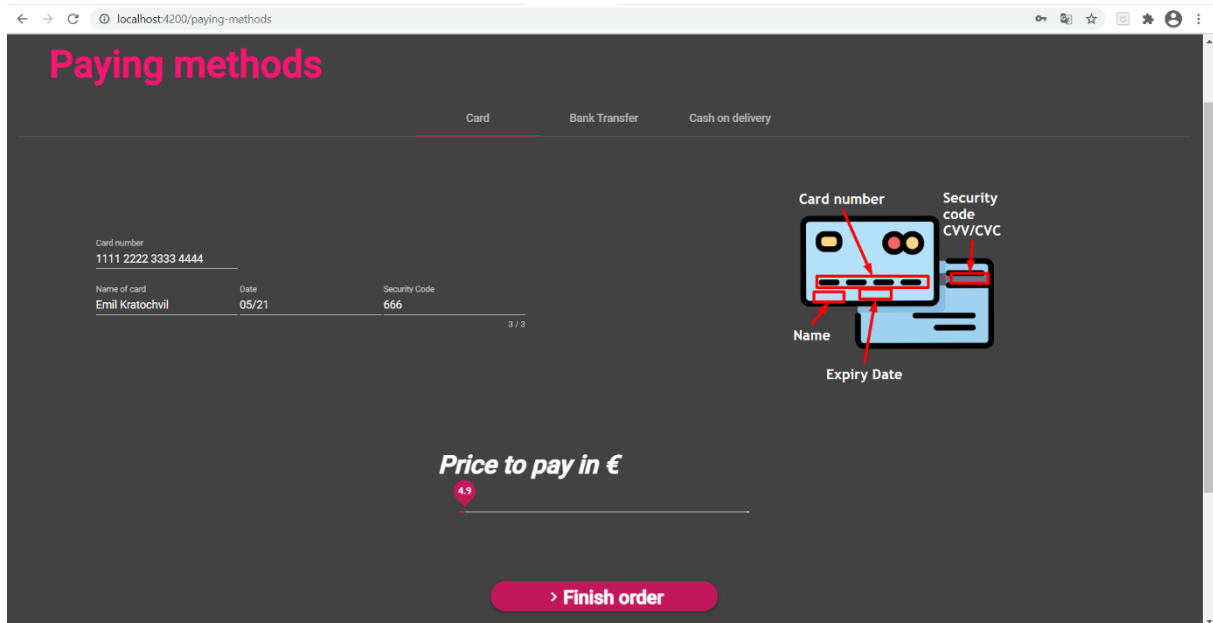 localhost:4200/paying-methods
Paying methods
Card Bank Transfer Cash on delivery
Card number
1111 2222 3333 4444
Name of card Date Security Code
Emil Kratochvil 05/21 666
3 / 3
Card number
Security
code
CVV/CVC
Name
Expiry Date
Price to pay in €
4.9
> Finish order